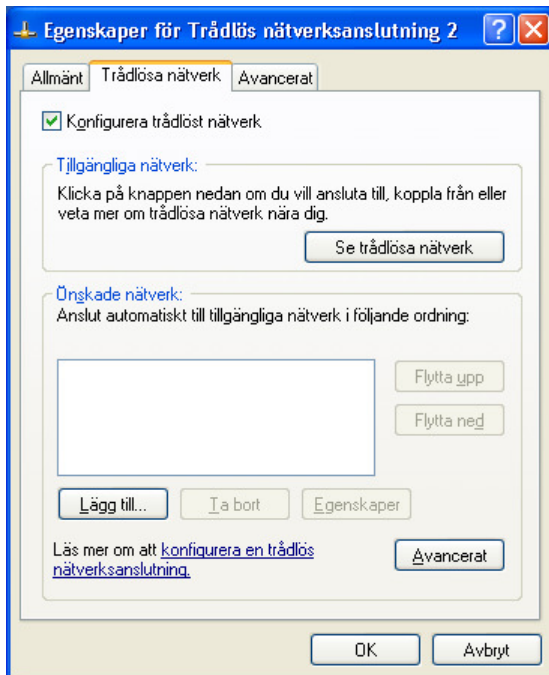 Egenskaper för Trådlös nätverksanslutning 2
Allmänt
Trådlösa nätverk
Avancerat
Konfigurera trådlöst nätverk
Tillgängliga nätverk:
Klicka på knappen nedan om du vill ansluta till, koppla från eller
veta mer om trådlösa nätverk nära dig.
Se trådlösa nätverk
Önskade nätverk:
Anslut automatiskt till tillgängliga nätverk i följande ordning:
Flytta upp
Flytta ned
Lägg till...
Ta bort
Egenskaper
Läs mer om att konfigurera en trådlös
nätverksanslutning.
Avancerat
OK
Avbryt